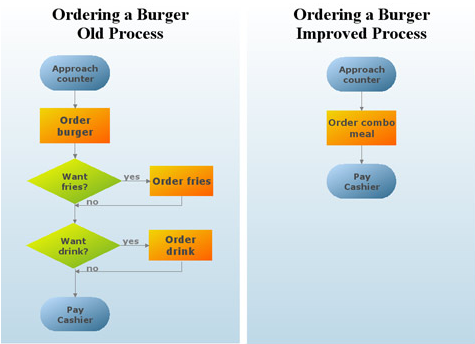 Ordering a Burger
Old Process
Approach
counter
Order
burger
Want
fries?
yes
Order fries
no
Want
drink?
yes
Order
drink
no
Pay
Cashier
Ordering a Burger
Improved Process
Approach
counter
Order combo
meal
Pay
Cashier